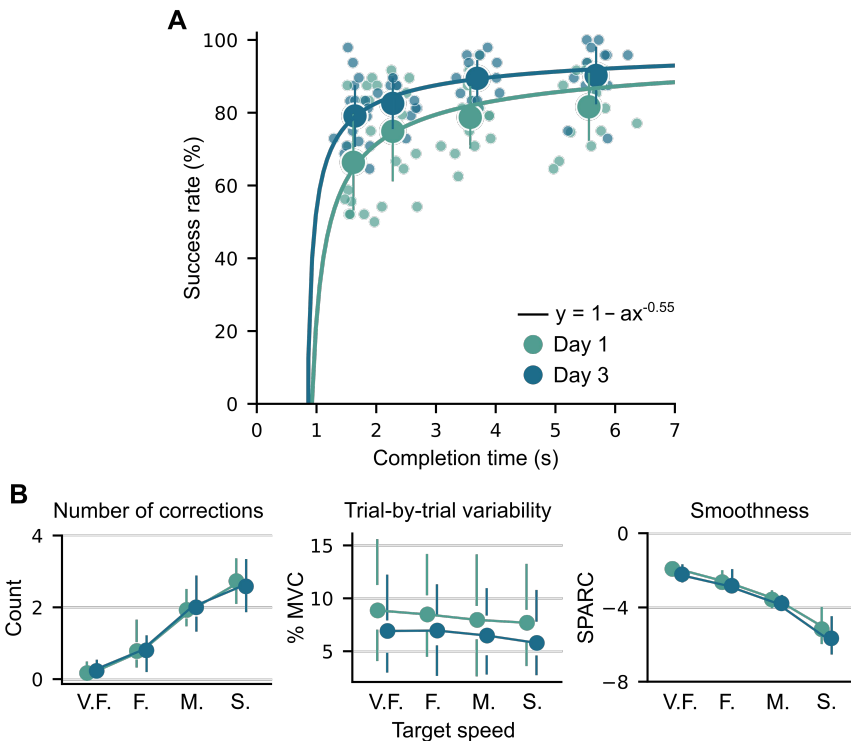 A
100
80
60
40
20
0
Success rate (%)
y = 1 − ax^-0.55
Day 1
Day 3
0 1 2 3 4 5 6 7
Completion time (s)
B
Number of corrections
4
2
0
Count
V.F. F. M. S.
Trial-by-trial variability
15
10
5
% MVC
V.F. F. M. S.
Target speed
Smoothness
0
−4
−8
SPARC
V.F. F. M. S.